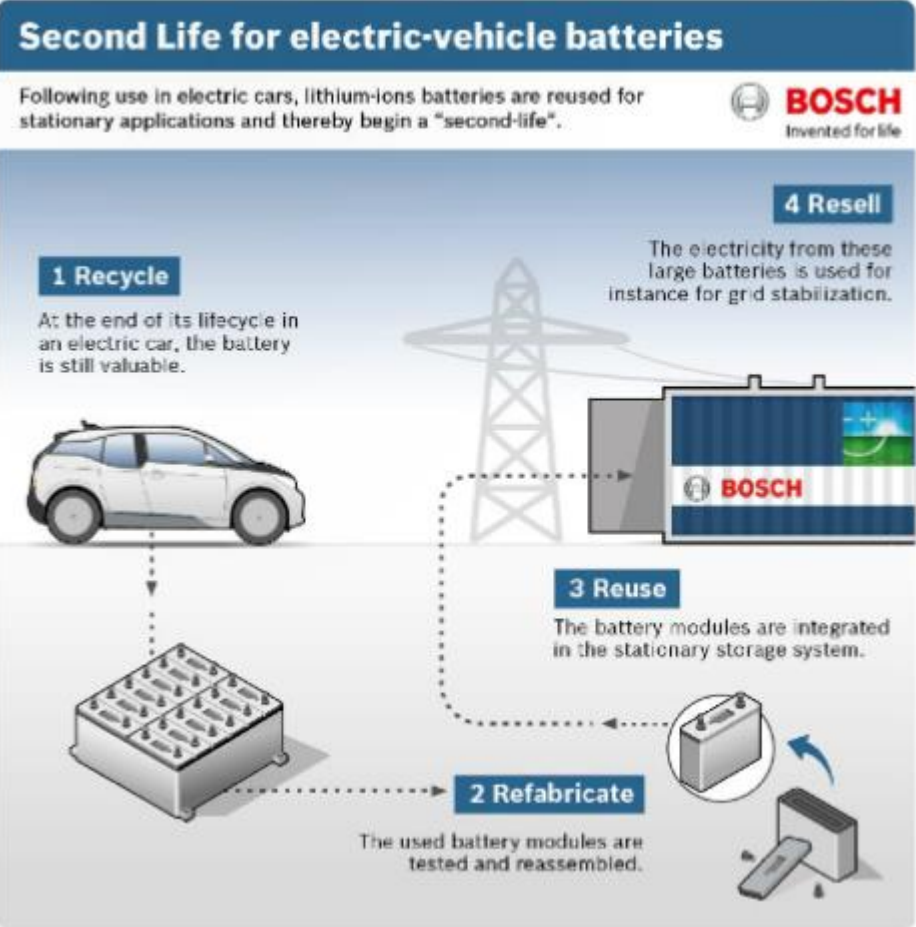 Second Life for electric-vehicle batteries
Following use in electric cars, lithium-ions batteries are reused for
stationary applications and thereby begin a "second-life".
BOSCH
Invented for life
4 Resell
The electricity from these
large batteries is used for
instance for grid stabilization.
1 Recycle
At the end of its lifecycle in
an electric car, the battery
is still valuable.
BOSCH
3 Reuse
The battery modules are integrated
in the stationary storage system.
2 Refabricate
The used battery modules are
tested and reassembled.